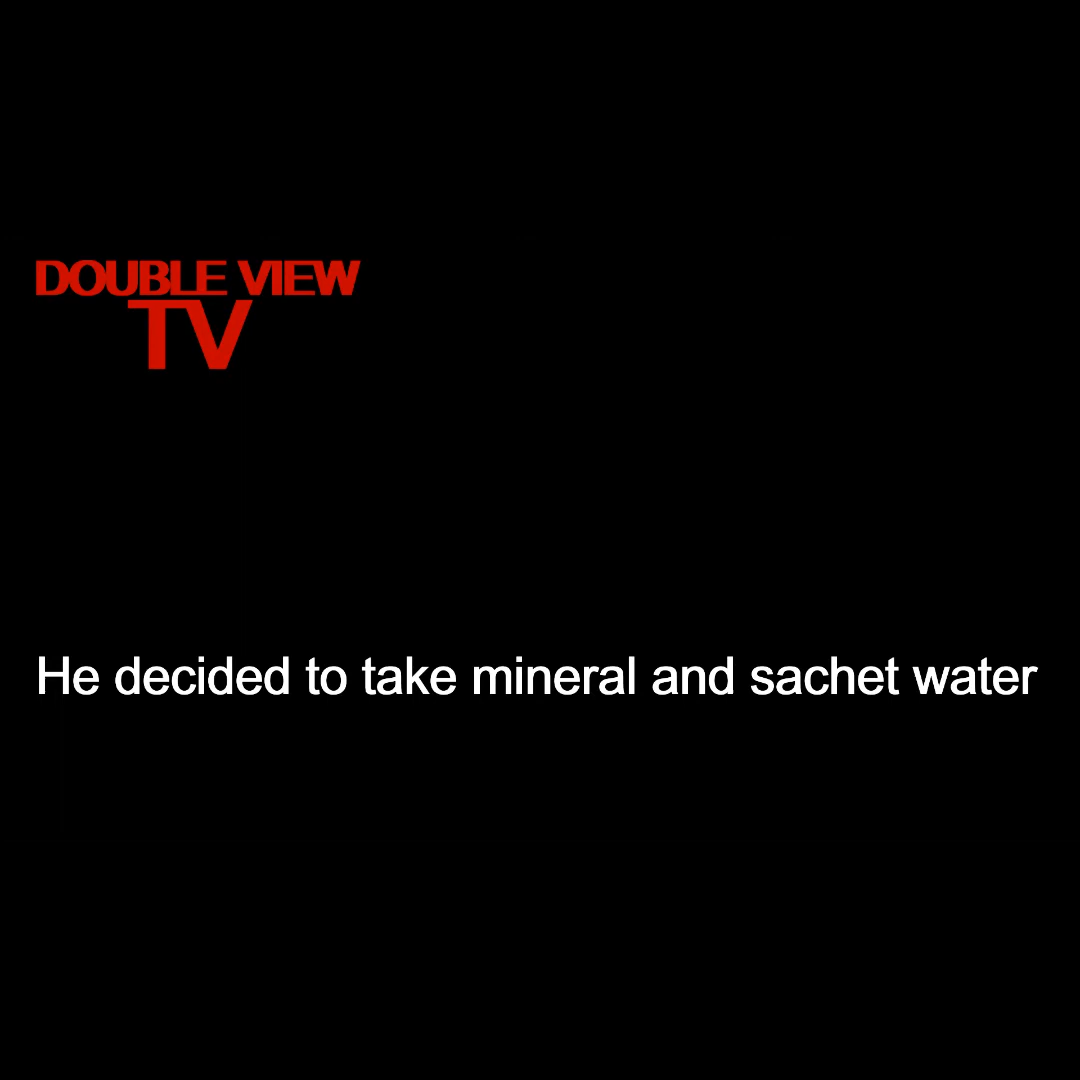 DOUBLE VIEW
TV
He decided to take mineral and sachet water